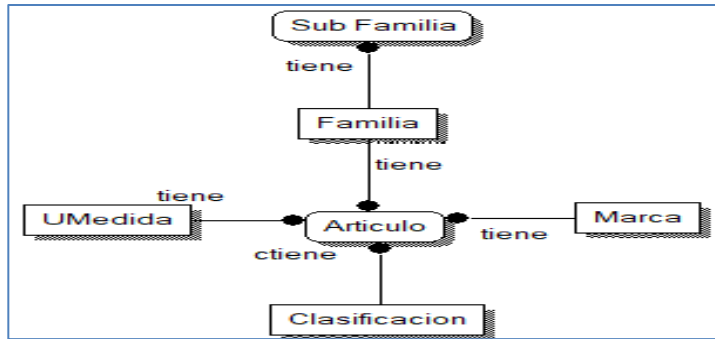 Sub Familia
tiene
Familia
tiene
tiene
UMedida
Articulo
Marca
tiene
ctiene
Clasificacion